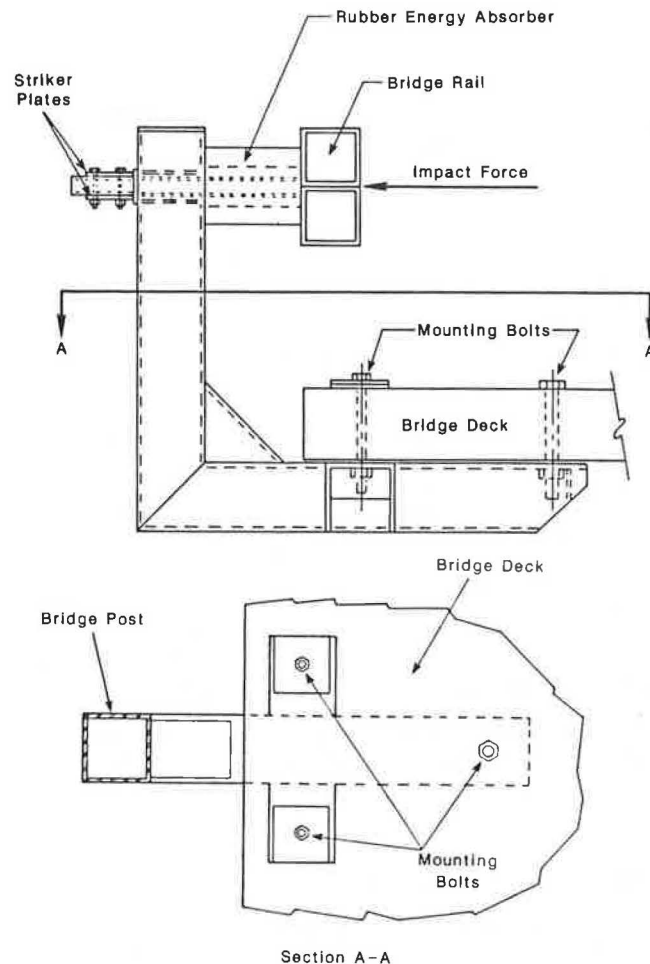 Rubber Energy Absorber
Bridge Rail
Striker
Plates
Impact Force
A
A
Mounting Bolts
Bridge Deck
Bridge Deck
Bridge Post
Mounting
Bolts
Section A-A